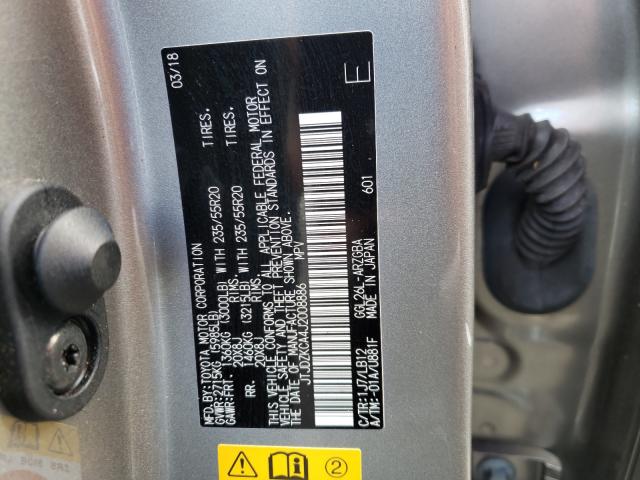 MFD.BY:TOYOTA MOTOR CORPORATION 03/18
GVWR:2715KG (5985LB)
GAWR:FRT. 1360KG (3000LB) WITH 235/55R20 TIRES,
20X8J RIMS,
RR. 1460KG (3215LB) WITH 235/55R20 TIRES,
20X8J RIMS,
THIS VEHICLE CONFORMS TO ALL APPLICABLE FEDERAL MOTOR
VEHICLE SAFETY AND THEFT PREVENTION STANDARDS IN EFFECT ON
THE DATE OF MANUFACTURE SHOWN ABOVE.
JTJDZKCA4J2008886 MPV
E
601
C/TR:1J7/LB12 GGL26L-ARZGBA
A/TM:-01A/U881F MADE IN JAPAN
2